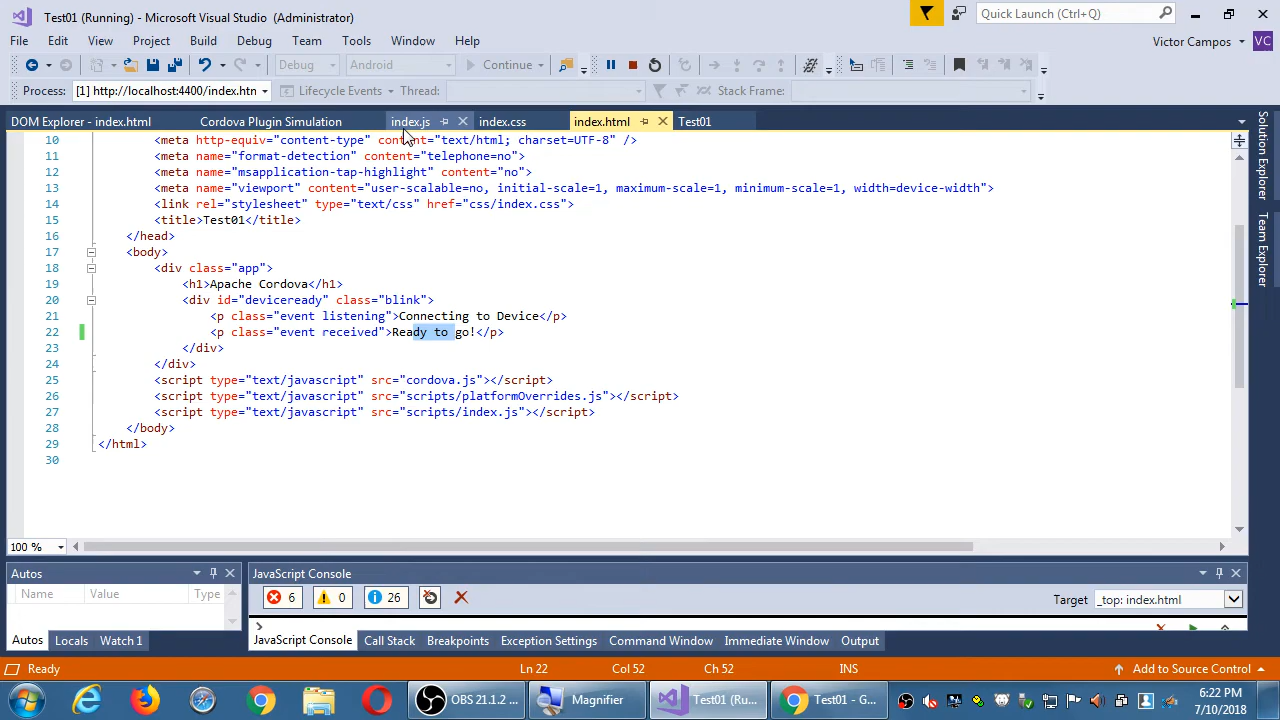 Test01 (Running) - Microsoft Visual Studio (Administrator)
Quick Launch (Ctrl+Q)
File Edit View Project Build Debug Team Tools Window Help
Victor Campos VC
Debug Android Continue
Process: [1] http://localhost:4400/index.htn Lifecycle Events Thread: Stack Frame:
DOM Explorer - index.html Cordova Plugin Simulation index.js index.css index.html Test01
10 <meta http-equiv="content-type" content="text/html; charset=UTF-8" />
11 <meta name="format-detection" content="telephone=no">
12 <meta name="msapplication-tap-highlight" content="no">
13 <meta name="viewport" content="user-scalable=no, initial-scale=1, maximum-scale=1, minimum-scale=1, width=device-width">
14 <link rel="stylesheet" type="text/css" href="css/index.css">
15 <title>Test01</title>
16 </head>
17 <body>
18 <div class="app">
19 <h1>Apache Cordova</h1>
20 <div id="deviceready" class="blink">
21 <p class="event listening">Connecting to Device</p>
22 <p class="event received">Ready to go!</p>
23 </div>
24 </div>
25 <script type="text/javascript" src="cordova.js"></script>
26 <script type="text/javascript" src="scripts/platformOverrides.js"></script>
27 <script type="text/javascript" src="scripts/index.js"></script>
28 </body>
29 </html>
30
Solution Explorer
Team Explorer
100 %
Autos
Name Value Type
Autos Locals Watch 1
JavaScript Console
6 0 26
Target _top: index.html
JavaScript Console Call Stack Breakpoints Exception Settings Command Window Immediate Window Output
Ready Ln 22 Col 52 Ch 52 INS Add to Source Control
OBS 21.1.2 ... Magnifier Test01 (Ru... Test01 - G...
6:22 PM
7/10/2018